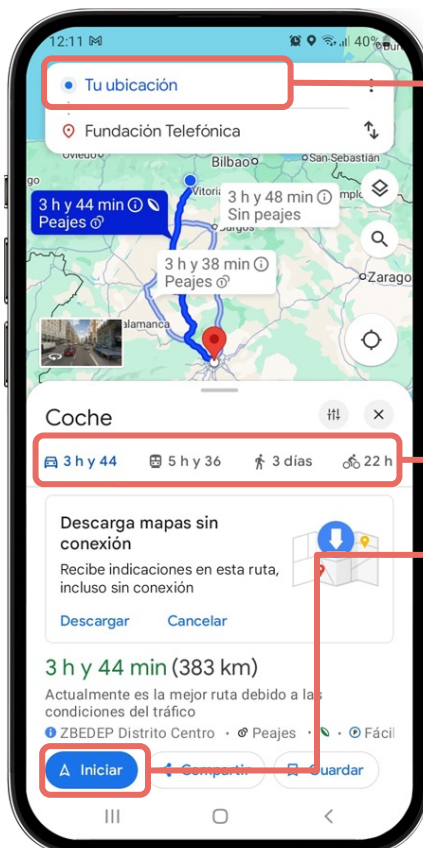 12:11 40%
Tu ubicación
Fundación Telefónica
Oviedo
Bilbao
San Sebastián
Vitoria
3 h y 44 min
Peajes
3 h y 48 min
Sin peajes
Burgos
3 h y 38 min
Peajes
Zarago
alamanca
Coche
3 h y 44 5 h y 36 3 días 22 h
Descarga mapas sin
conexión
Recibe indicaciones en esta ruta,
incluso sin conexión
Descargar Cancelar
3 h y 44 min (383 km)
Actualmente es la mejor ruta debido a las
condiciones del tráfico
ZBEDEP Distrito Centro · Peajes · · Fácil
Iniciar Compartir Guardar